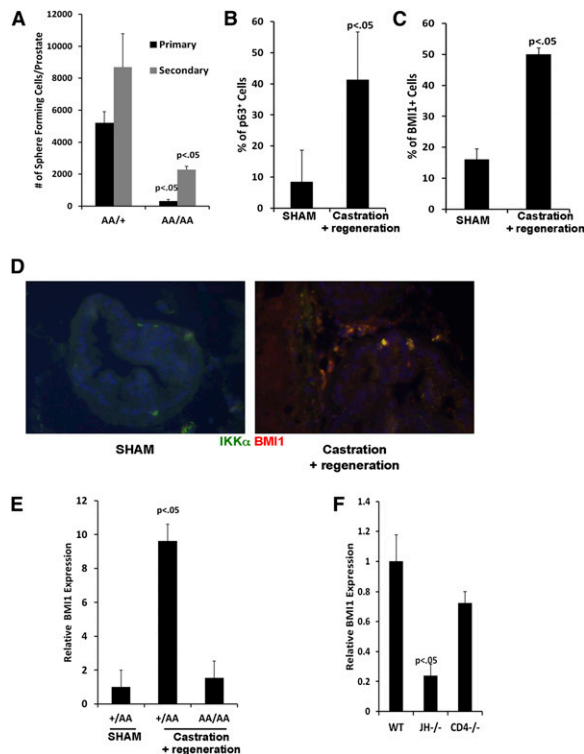 A
# of Sphere Forming Cells/Prostate
12000
10000
8000
6000
4000
2000
0
Primary
Secondary
p<.05
p<.05
AA/+
AA/AA
B
% of p63+ Cells
60
50
40
30
20
10
0
p<.05
SHAM
Castration
+ regeneration
C
% of BMI1+ Cells
60
50
40
30
20
10
0
p<.05
SHAM
Castration
+ regeneration
D
IKKα BMI1
SHAM
Castration
+ regeneration
E
Relative BMI1 Expression
12
10
8
6
4
2
0
p<.05
+/AA
+/AA
AA/AA
SHAM
Castration
+ regeneration
F
Relative BMI1 Expression
1.4
1.2
1
0.8
0.6
0.4
0.2
0
p<.05
WT
JH-/-
CD4-/-